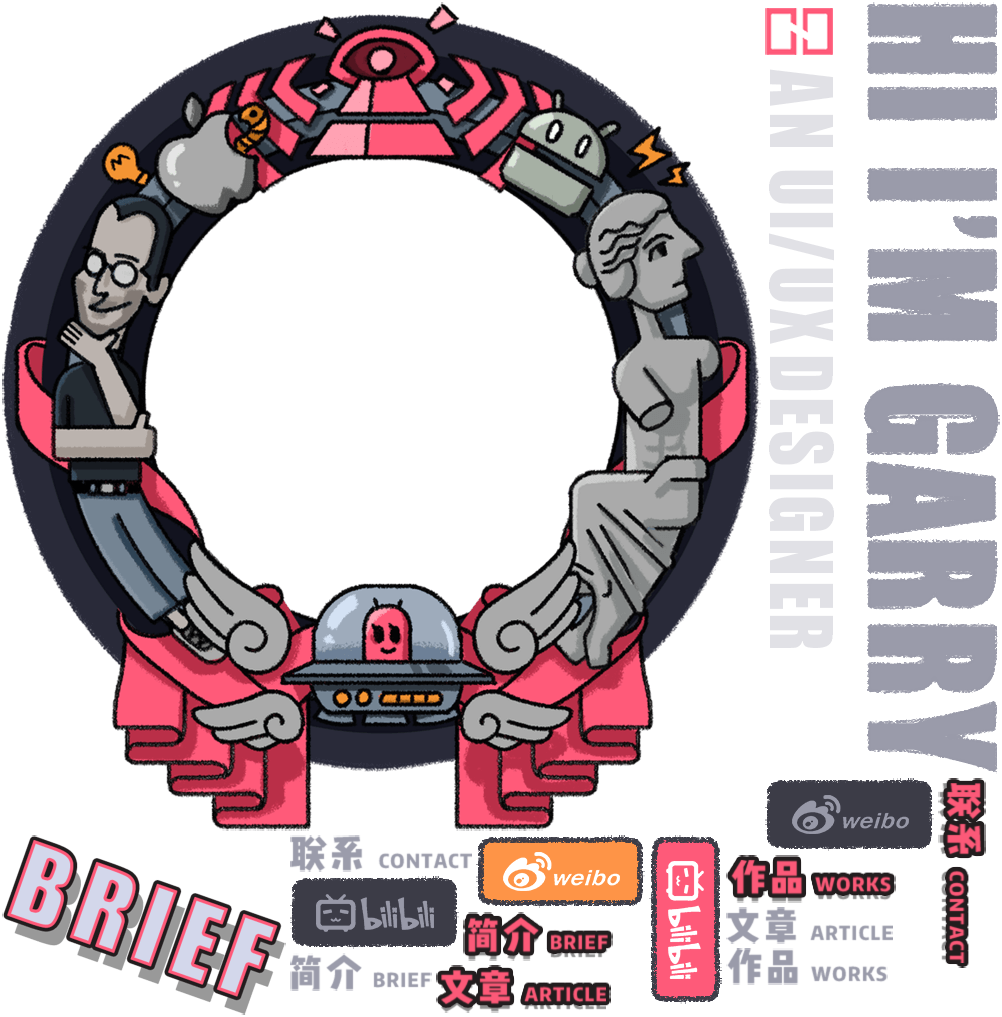 HI I'M GARRY
AN UI/UX DESIGNER
weibo
联系 CONTACT
BRIEF
联系 CONTACT
weibo
bilibili
简介 BRIEF
简介 BRIEF
文章 ARTICLE
bilibili
作品 WORKS
文章 ARTICLE
作品 WORKS